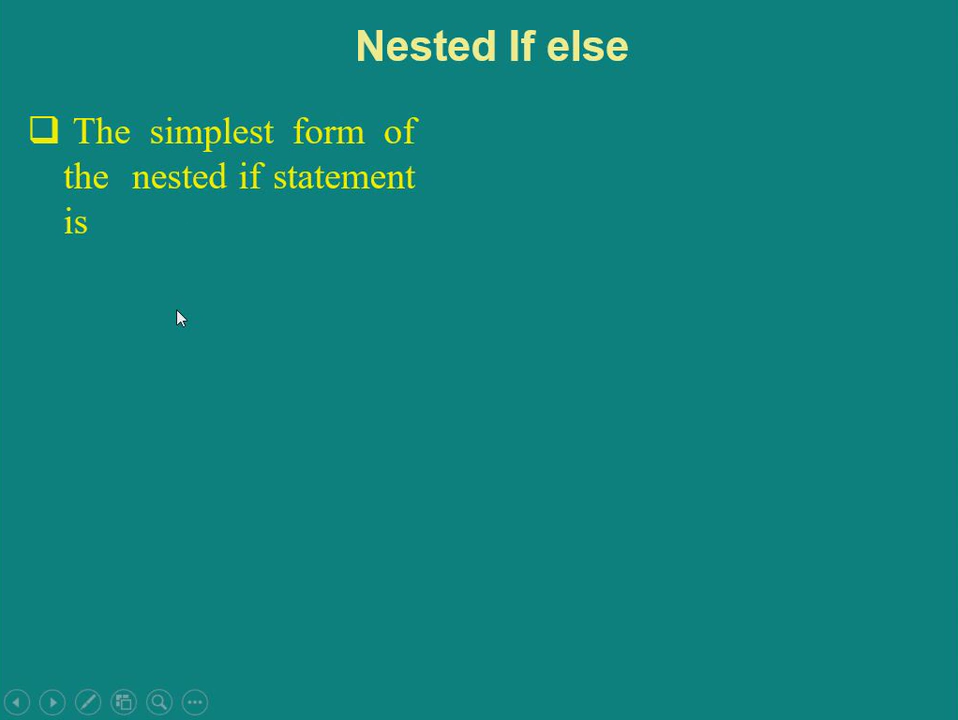 Nested If else
The simplest form of
the nested if statement
is